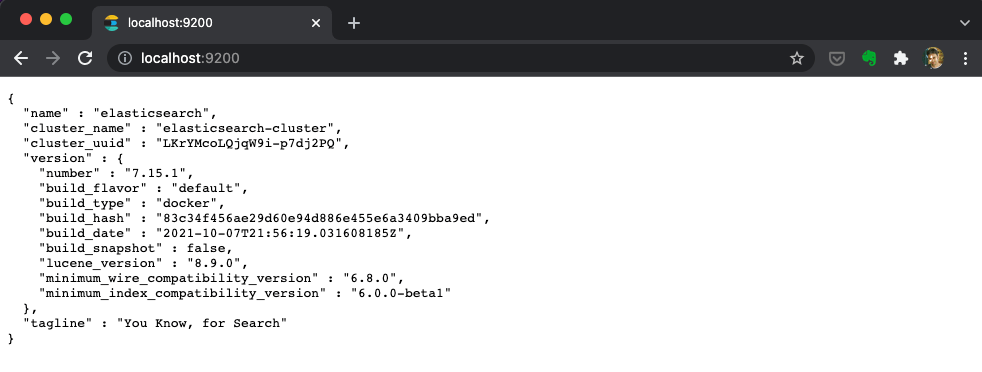 localhost:9200
localhost:9200
{
  "name" : "elasticsearch",
  "cluster_name" : "elasticsearch-cluster",
  "cluster_uuid" : "LKrYMcoLQjqW9i-p7dj2PQ",
  "version" : {
    "number" : "7.15.1",
    "build_flavor" : "default",
    "build_type" : "docker",
    "build_hash" : "83c34f456ae29d60e94d886e455e6a3409bba9ed",
    "build_date" : "2021-10-07T21:56:19.031608185Z",
    "build_snapshot" : false,
    "lucene_version" : "8.9.0",
    "minimum_wire_compatibility_version" : "6.8.0",
    "minimum_index_compatibility_version" : "6.0.0-beta1"
  },
  "tagline" : "You Know, for Search"
}